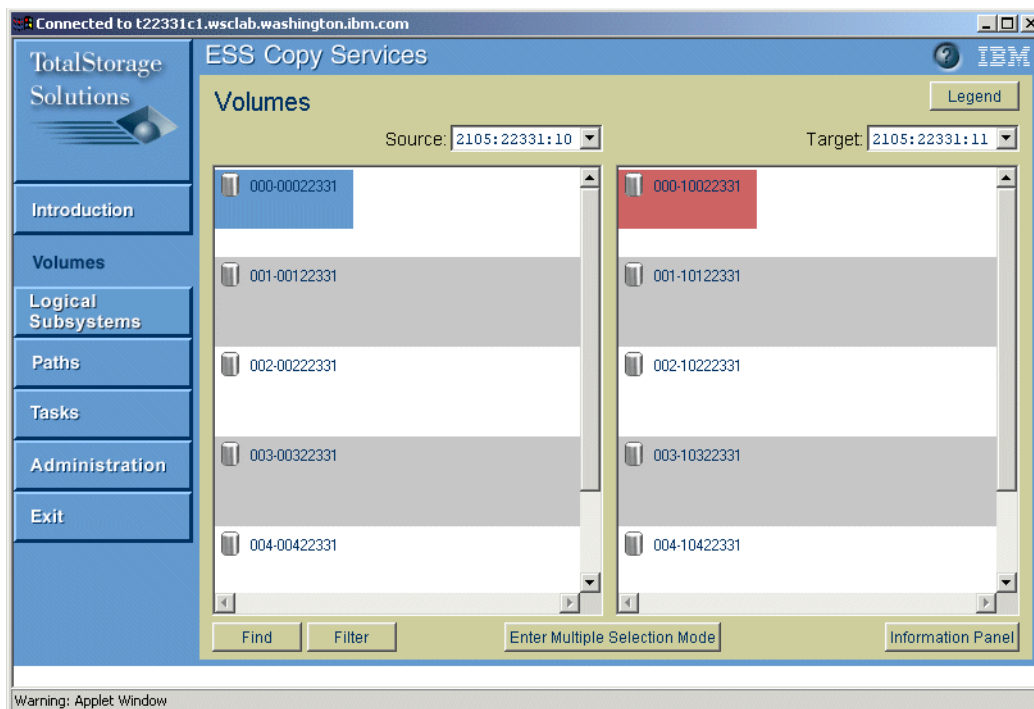 Connected to t22331c1.wsclab.washington.ibm.com
TotalStorage
Solutions
ESS Copy Services
?
IBM
Volumes
Legend
Source: 2105:22331:10
Target: 2105:22331:11
Introduction
Volumes
Logical
Subsystems
Paths
Tasks
Administration
Exit
000-00022331
001-00122331
002-00222331
003-00322331
004-00422331
000-10022331
001-10122331
002-10222331
003-10322331
004-10422331
Find
Filter
Enter Multiple Selection Mode
Information Panel
Warning: Applet Window